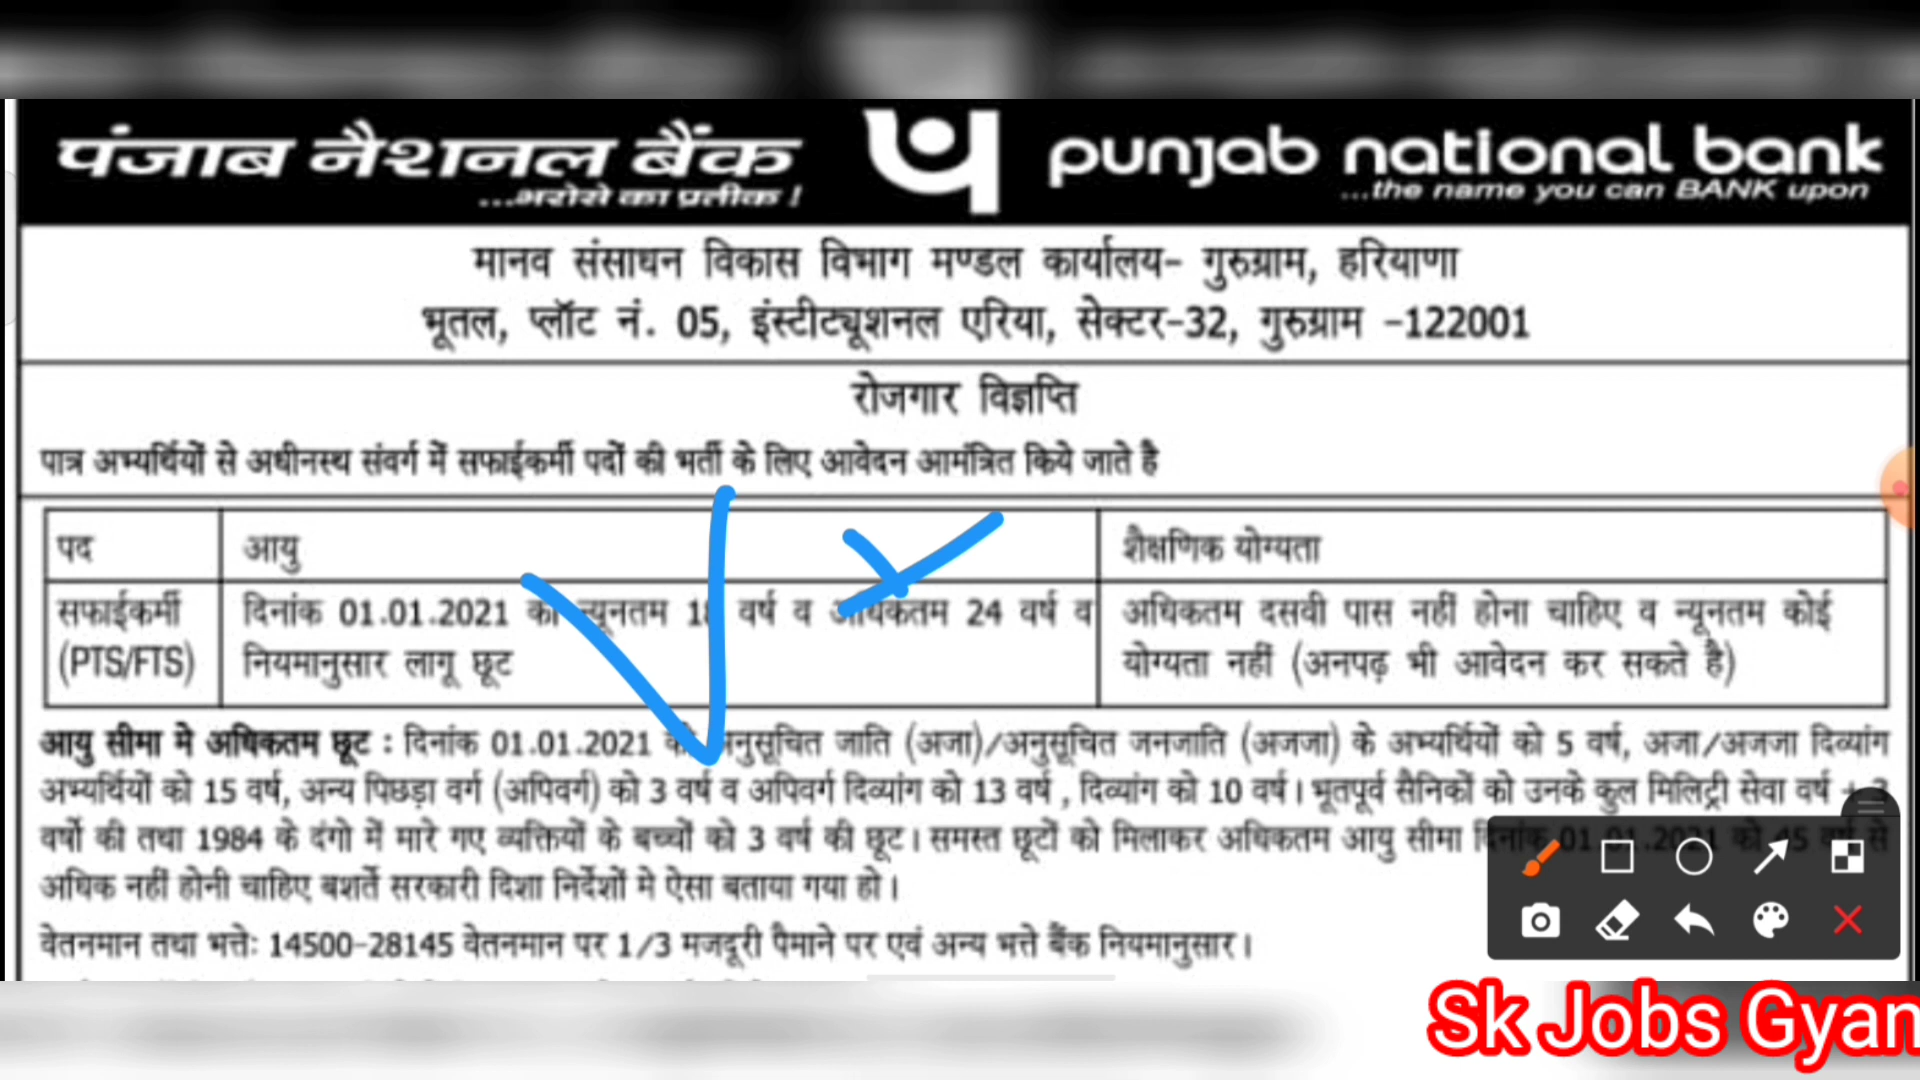 पंजाब नैशनल बैंक
...भरोसे का प्रतीक !
punjab national bank
...the name you can BANK upon
मानव संसाधन विकास विभाग मण्डल कार्यालय- गुरुग्राम, हरियाणा
भूतल, प्लॉट नं. 05, इंस्टीट्यूशनल एरिया, सेक्टर-32, गुरुग्राम -122001
रोजगार विज्ञप्ति
पात्र अभ्यर्थियों से अधीनस्थ संवर्ग में सफाईकर्मी पदों की भर्ती के लिए आवेदन आमंत्रित किये जाते है
पद आयु शैक्षणिक योग्यता
सफाईकर्मी दिनांक 01.01.2021 को न्यूनतम 18 वर्ष व अधिकतम 24 वर्ष व अधिकतम दसवी पास नहीं होना चाहिए व न्यूनतम कोई
(PTS/FTS) नियमानुसार लागू छूट योग्यता नहीं (अनपढ़ भी आवेदन कर सकते है)
आयु सीमा मे अधिकतम छूट : दिनांक 01.01.2021 को अनुसूचित जाति (अजा)/अनुसूचित जनजाति (अजजा) के अभ्यर्थियों को 5 वर्ष, अजा/अजजा दिव्यांग
अभ्यर्थियों को 15 वर्ष, अन्य पिछड़ा वर्ग (अपिवर्ग) को 3 वर्ष व अपिवर्ग दिव्यांग को 13 वर्ष , दिव्यांग को 10 वर्ष। भूतपूर्व सैनिकों को उनके कुल मिलिट्री सेवा वर्ष + 3
वर्षो की तथा 1984 के दंगो में मारे गए व्यक्तियों के बच्चों को 3 वर्ष की छूट। समस्त छूटों को मिलाकर अधिकतम आयु सीमा दिनांक 01.01.2021 को 45 वर्ष से
अधिक नहीं होनी चाहिए बशर्ते सरकारी दिशा निर्देशों मे ऐसा बताया गया हो।
वेतनमान तथा भत्तेः 14500-28145 वेतनमान पर 1/3 मजदूरी पैमाने पर एवं अन्य भत्ते बैंक नियमानुसार।
Sk Jobs Gyan